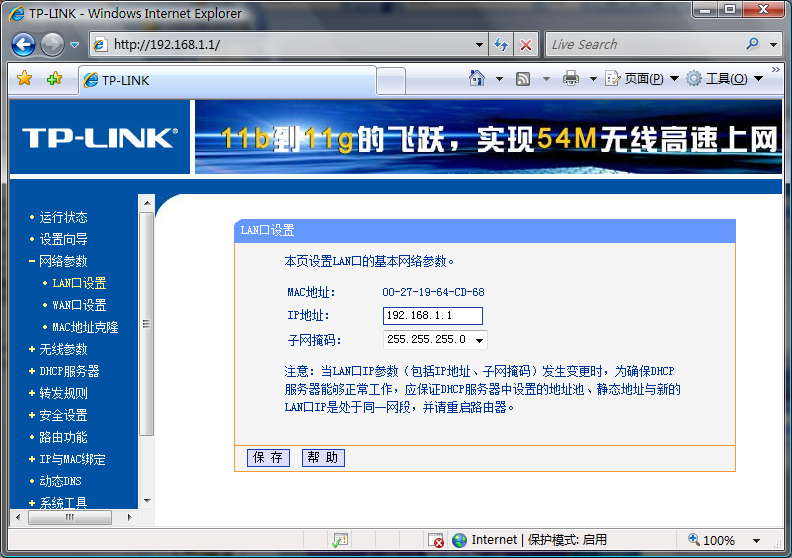 TP-LINK - Windows Internet Explorer
http://192.168.1.1/
Live Search
TP-LINK
页面(P)
工具(O)
TP-LINK®
11b到11g的飞跃，实现54M无线高速上网
• 运行状态
• 设置向导
− 网络参数
• LAN口设置
• WAN口设置
• MAC地址克隆
+ 无线参数
+ DHCP服务器
+ 转发规则
+ 安全设置
• 路由功能
+ IP与MAC绑定
• 动态DNS
+ 系统工具
LAN口设置
本页设置LAN口的基本网络参数。
MAC地址： 00-27-19-64-CD-68
IP地址： 192.168.1.1
子网掩码： 255.255.255.0
注意：当LAN口IP参数（包括IP地址、子网掩码）发生变更时，为确保DHCP
服务器能够正常工作，应保证DHCP服务器中设置的地址池、静态地址与新的
LAN口IP是处于同一网段，并请重启路由器。
保 存 帮 助
Internet | 保护模式: 启用
100%